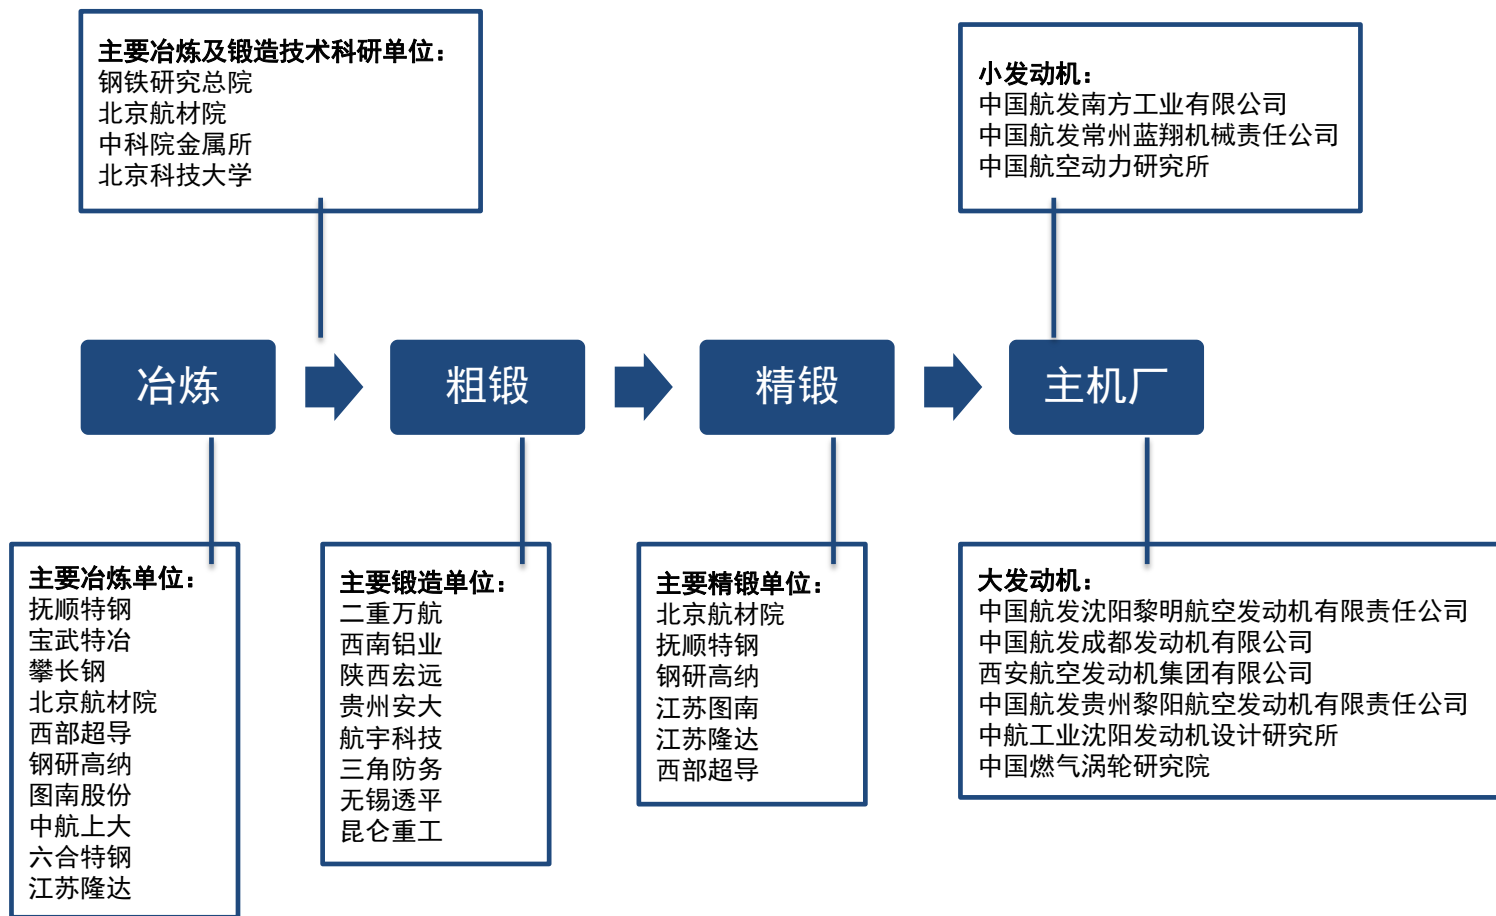 主要冶炼及锻造技术科研单位：
钢铁研究总院
北京航材院
中科院金属所
北京科技大学
小发动机：
中国航发南方工业有限公司
中国航发常州蓝翔机械责任公司
中国航空动力研究所
冶炼
粗锻
精锻
主机厂
主要冶炼单位：
抚顺特钢
宝武特冶
攀长钢
北京航材院
西部超导
钢研高纳
图南股份
中航上大
六合特钢
江苏隆达
主要锻造单位：
二重万航
西南铝业
陕西宏远
贵州安大
航宇科技
三角防务
无锡透平
昆仑重工
主要精锻单位：
北京航材院
抚顺特钢
钢研高纳
江苏图南
江苏隆达
西部超导
大发动机：
中国航发沈阳黎明航空发动机有限责任公司
中国航发成都发动机有限公司
西安航空发动机集团有限公司
中国航发贵州黎阳航空发动机有限责任公司
中航工业沈阳发动机设计研究所
中国燃气涡轮研究院